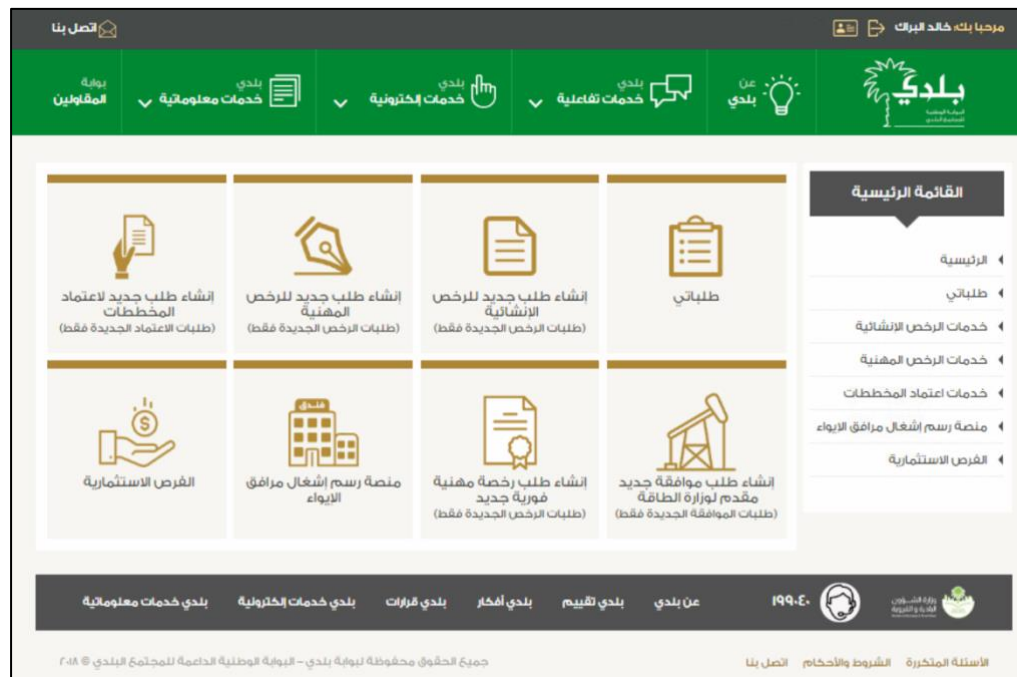 مرحبا بك، خالد البراك
اتصل بنا
بلدي
عن
بلدي
بلدي
خدمات تفاعلية
بلدي
خدمات إلكترونية
بلدي
خدمات معلوماتية
بوابة
المقاولين
القائمة الرئيسية
الرئيسية
طلباتي
خدمات الرخص الإنشائية
خدمات الرخص المهنية
خدمات اعتماد المخططات
منصة رسم إشغال مرافق الايواء
الفرص الاستثمارية
طلباتي
إنشاء طلب جديد للرخص
الإنشائية
(طلبات الرخص الجديدة فقط)
إنشاء طلب جديد للرخص
المهنية
(طلبات الرخص الجديدة فقط)
إنشاء طلب جديد لاعتماد
المخططات
(طلبات الاعتماد الجديدة فقط)
إنشاء طلب موافقة جديد
مقدم لوزارة الطاقة
(طلبات الموافقة الجديدة فقط)
إنشاء طلب رخصة مهنية
فورية جديد
(طلبات الرخص الجديدة فقط)
فندق
منصة رسم إشغال مرافق
الايواء
الفرص الاستثمارية
وزارة الشؤون
البلدية و القروية
١٩٩٠٤٠
عن بلدي
بلدي تقييم
بلدي أفكار
بلدي قرارات
بلدي خدمات إلكترونية
بلدي خدمات معلوماتية
الأسئلة المتكررة
الشروط والأحكام
اتصل بنا
جميع الحقوق محفوظة لبوابة بلدي – البوابة الوطنية الداعمة للمجتمع البلدي © ٢٠١٨